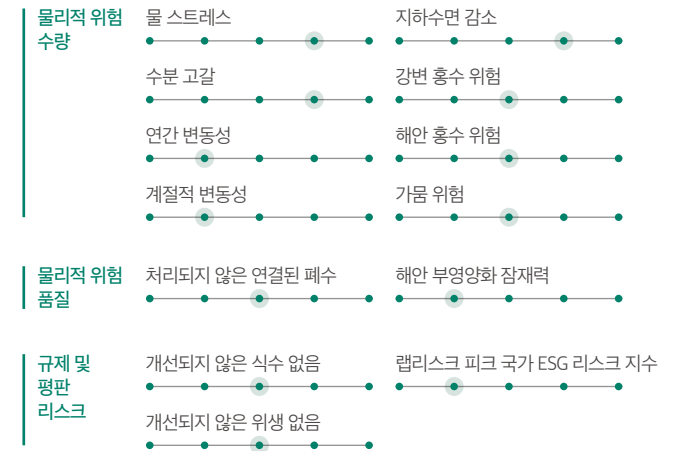 물리적 위험
수량
물 스트레스
지하수면 감소
수분 고갈
강변 홍수 위험
연간 변동성
해안 홍수 위험
계절적 변동성
가뭄 위험
물리적 위험
품질
처리되지 않은 연결된 폐수
해안 부영양화 잠재력
규제 및
평판
리스크
개선되지 않은 식수 없음
랩리스크 피크 국가 ESG 리스크 지수
개선되지 않은 위생 없음